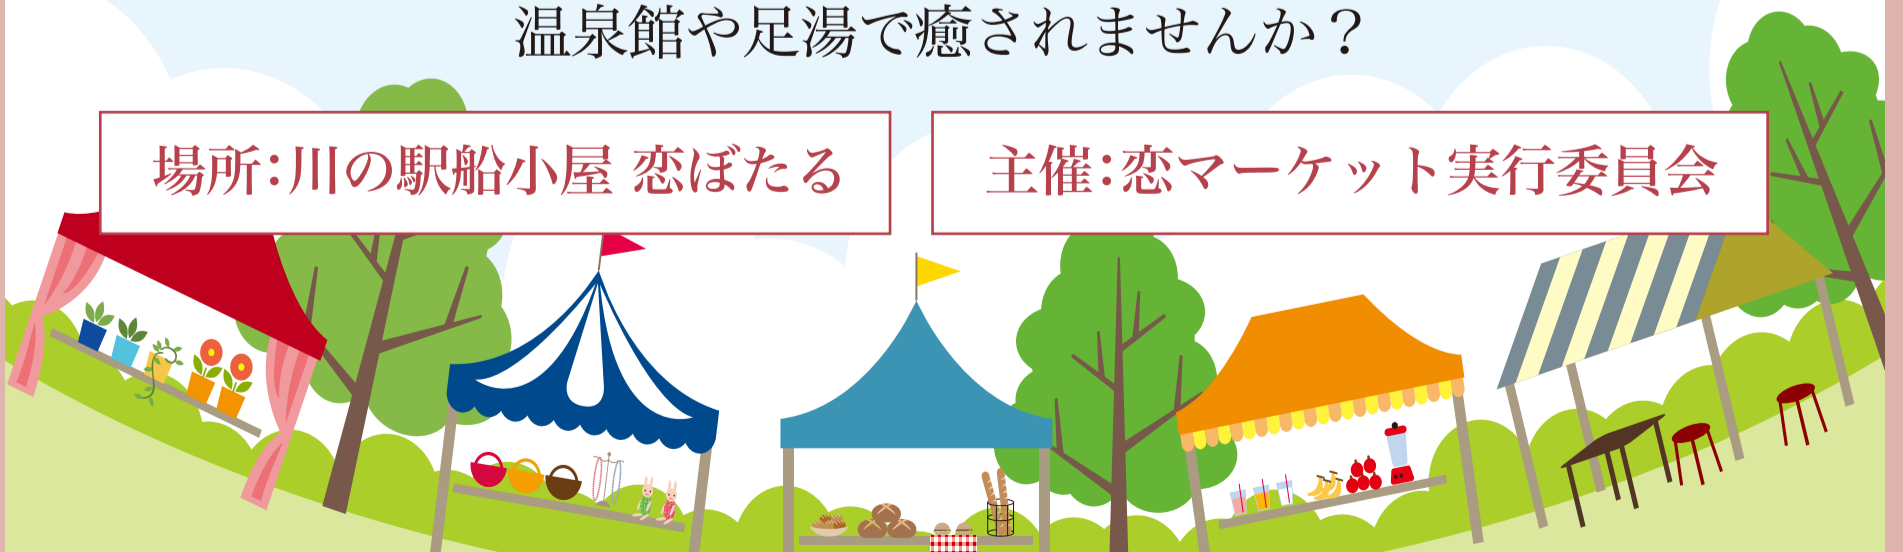 温泉館や足湯で癒されませんか？
場所：川の駅船小屋 恋ぼたる
主催：恋マーケット実行委員会